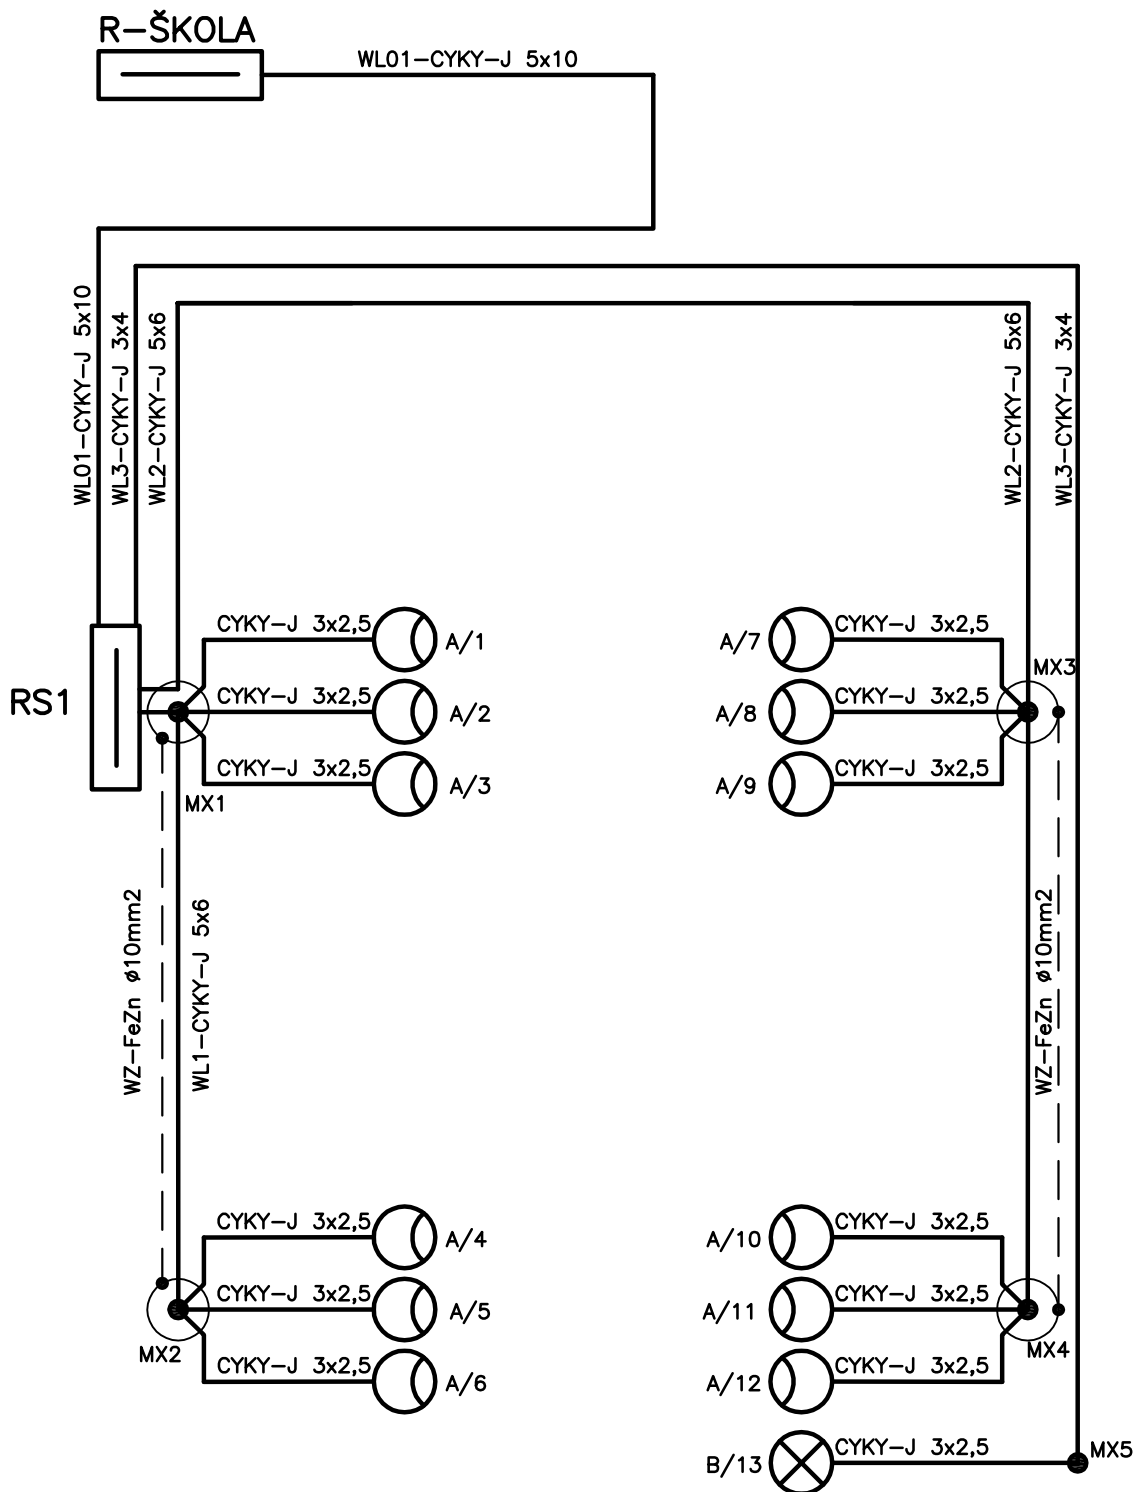 R-ŠKOLA
WL01-CYKY-J 5x10
WL01-CYKY-J 5x10
WL3-CYKY-J 3x4
WL2-CYKY-J 5x6
WL2-CYKY-J 5x6
WL3-CYKY-J 3x4
CYKY-J 3x2,5
A/1
A/7
CYKY-J 3x2,5
MX3
RS1
CYKY-J 3x2,5
A/2
A/8
CYKY-J 3x2,5
CYKY-J 3x2,5
A/3
A/9
CYKY-J 3x2,5
MX1
WZ-FeZn ø10mm2
WL1-CYKY-J 5x6
WZ-FeZn ø10mm2
CYKY-J 3x2,5
A/4
A/10
CYKY-J 3x2,5
CYKY-J 3x2,5
A/5
A/11
CYKY-J 3x2,5
MX2
MX4
CYKY-J 3x2,5
A/6
A/12
CYKY-J 3x2,5
B/13
CYKY-J 3x2,5
MX5